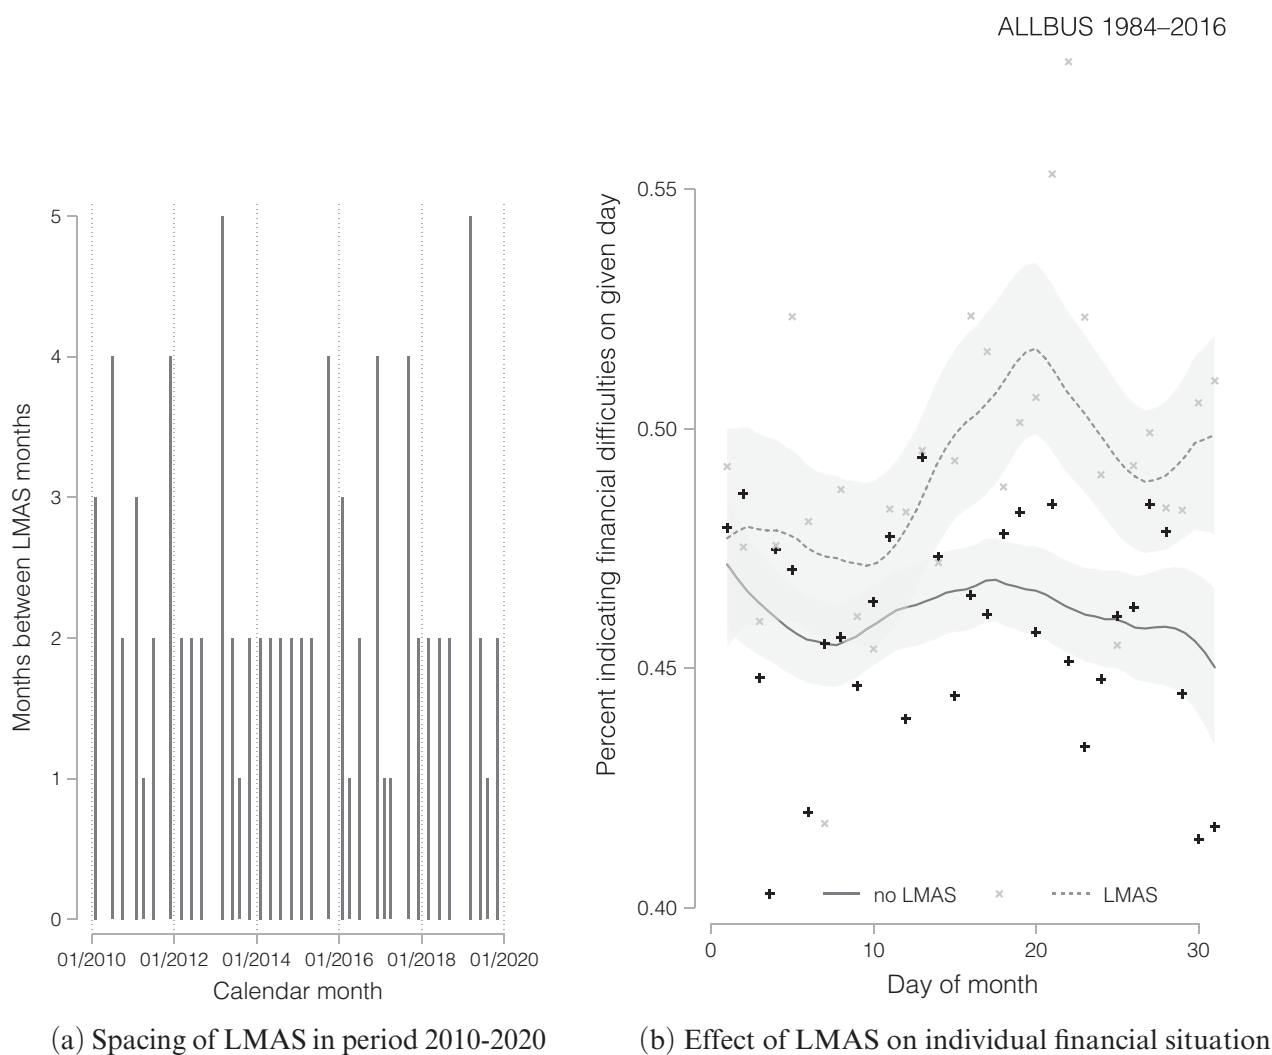 ALLBUS 1984–2016
Months between LMAS months
5
4
3
2
1
0
01/2010 01/2012 01/2014 01/2016 01/2018 01/2020
Calendar month
(a) Spacing of LMAS in period 2010-2020
Percent indicating financial difficulties on given day
0.55
0.50
0.45
0.40
no LMAS LMAS
0 10 20 30
Day of month
(b) Effect of LMAS on individual financial situation